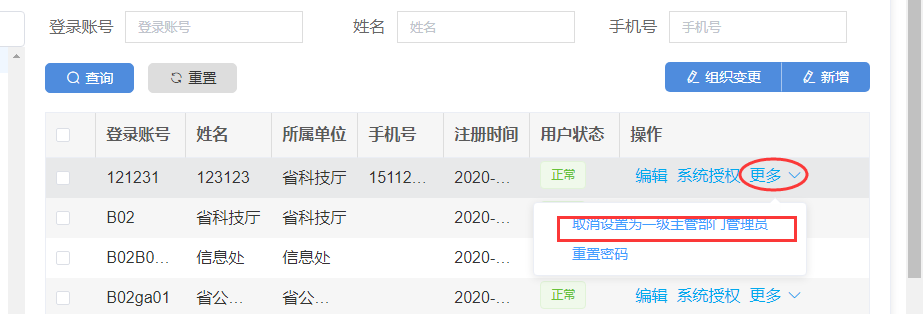 登录账号 登录账号 姓名 姓名 手机号 手机号
查询 重置 组织变更 新增
登录账号 姓名 所属单位 手机号 注册时间 用户状态 操作
121231 123123 省科技厅 15112... 2020-... 正常 编辑 系统授权 更多
B02 省科技厅 省科技厅 2020-...
取消设置为一级主管部门管理员
B02B0... 信息处 信息处 2020-...
重置密码
B02ga01 省公... 省公... 2020-... 正常 编辑 系统授权 更多